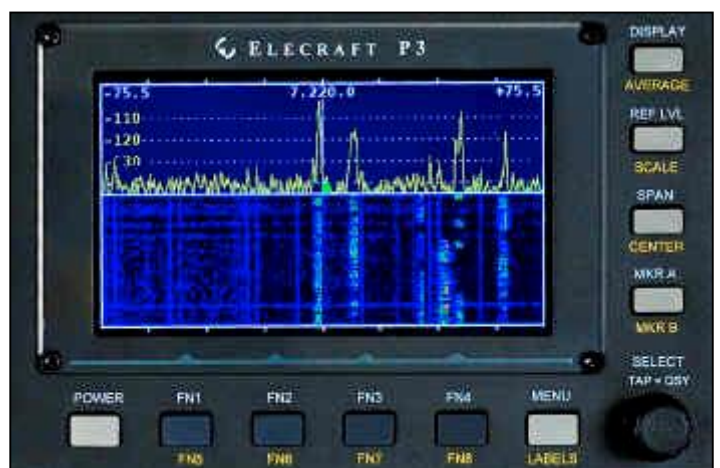 ELECRAFT P3
DISPLAY
AVERAGE
REF LVL
SCALE
SPAN
CENTER
MKR A
MKR B
SELECT
TAP = QSY
-75.5 7,220.0 +75.5
-110
-120
30
POWER FN1 FN2 FN3 FN4 MENU
FN5 FN6 FN7 FN8 LABELS